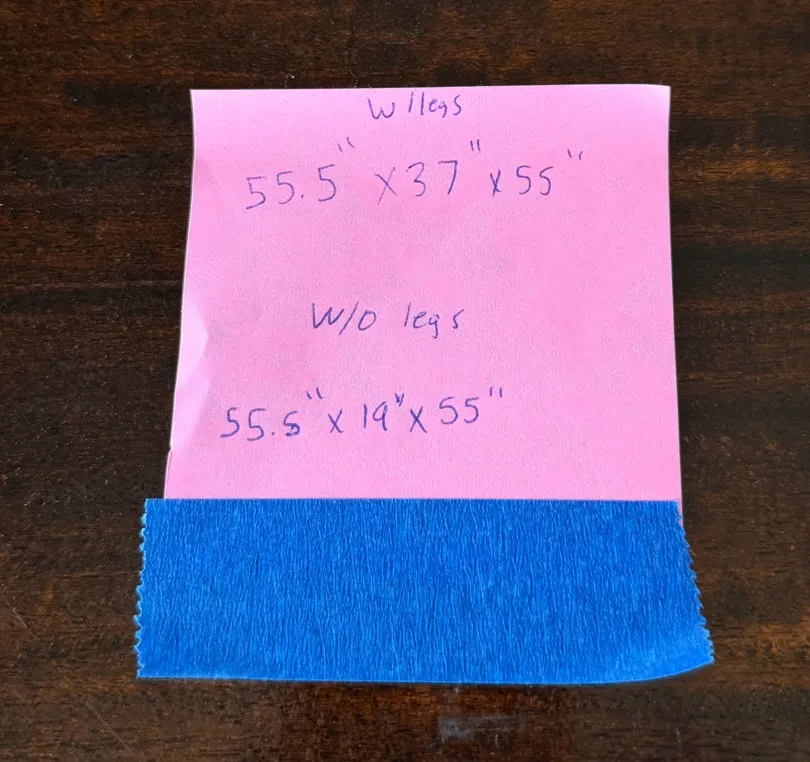 w/legs
55.5" x 37" x 55"
W/O legs
55.5" x 19" x 55"